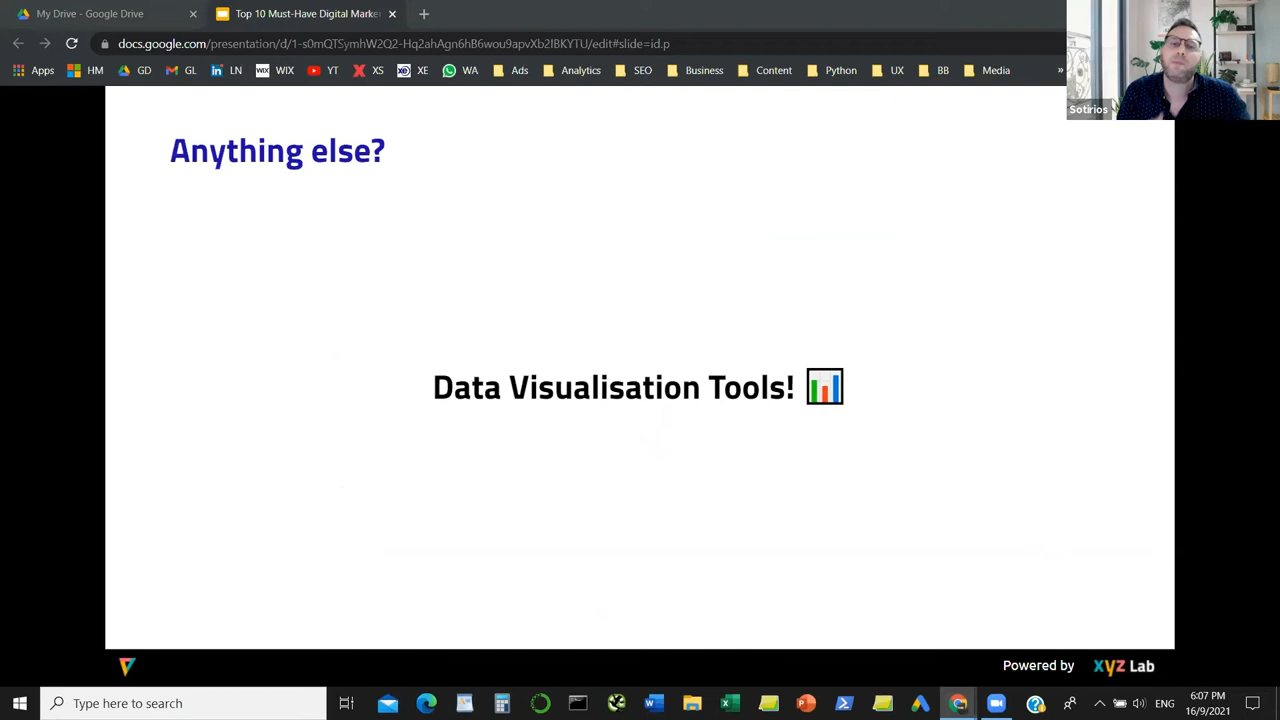 My Drive - Google Drive
Top 10 Must-Have Digital Marke
docs.google.com/presentation/d/1-s0mQTSymhW2Q2-Hq2ahAgn6hB6wou9apvXb2IBKYTU/edit#slide=id.p
Apps HM GD GL LN WIX WIX YT XS XE WA Analytics SEO Business Content Python UX BB Media »
Sotirios
Anything else?
Data Visualisation Tools!
Powered by XYZ Lab
Type here to search
ENG
6:07 PM
16/9/2021